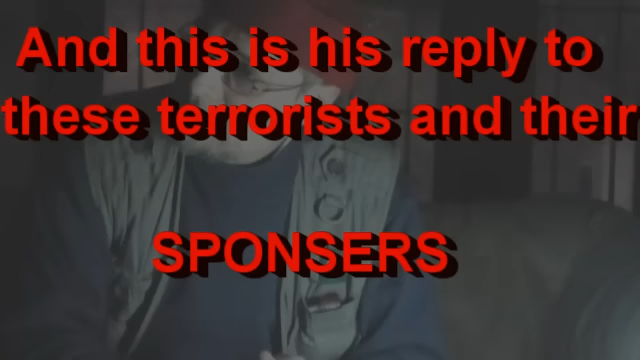 And this is his reply to
these terrorists and their
SPONSERS